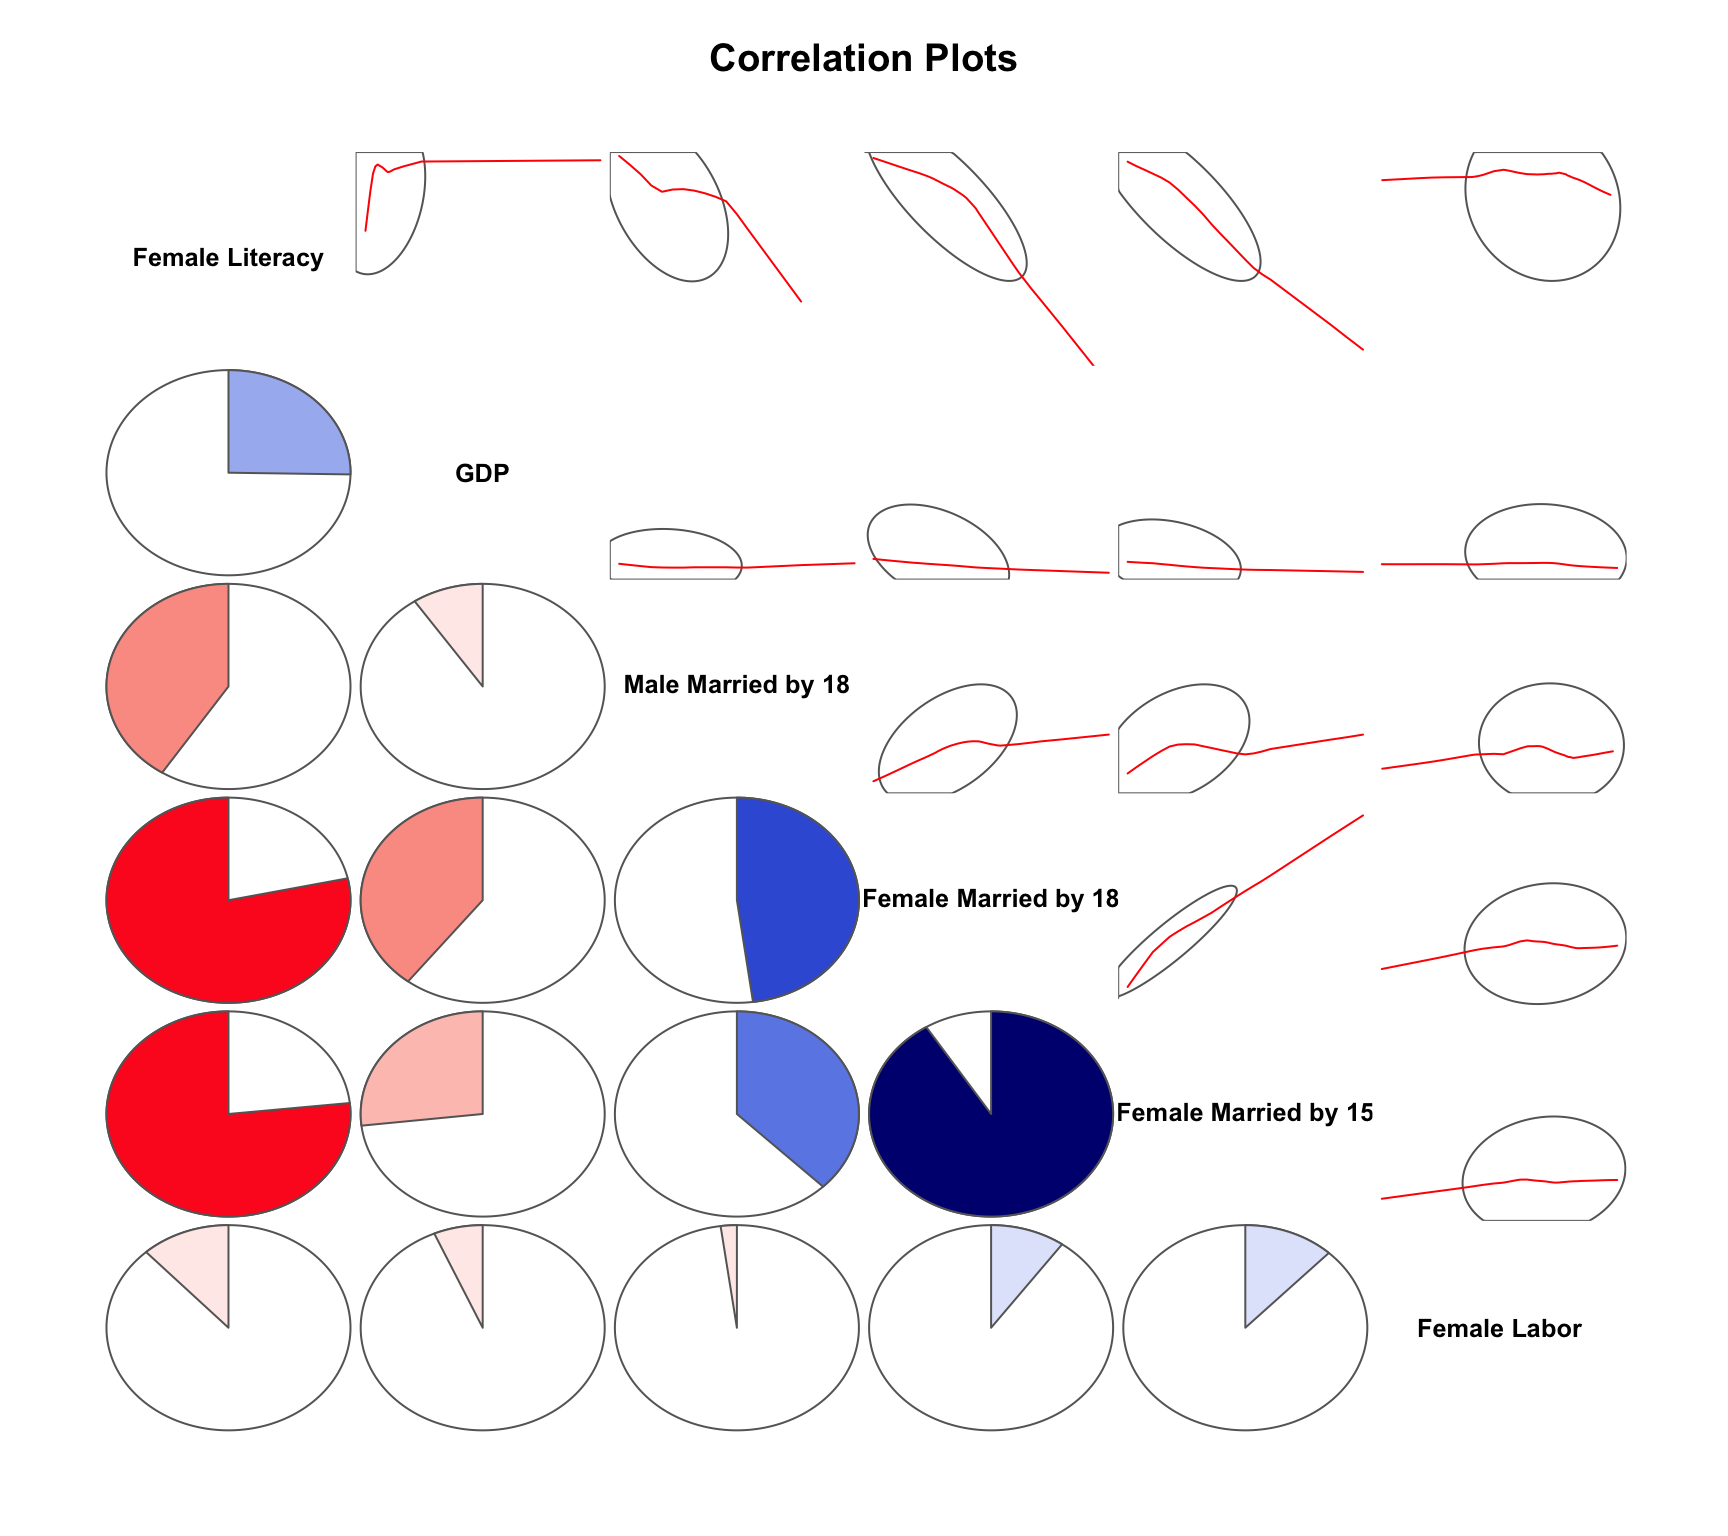 Correlation Plots
Female Literacy
GDP
Male Married by 18
Female Married by 18
Female Married by 15
Female Labor